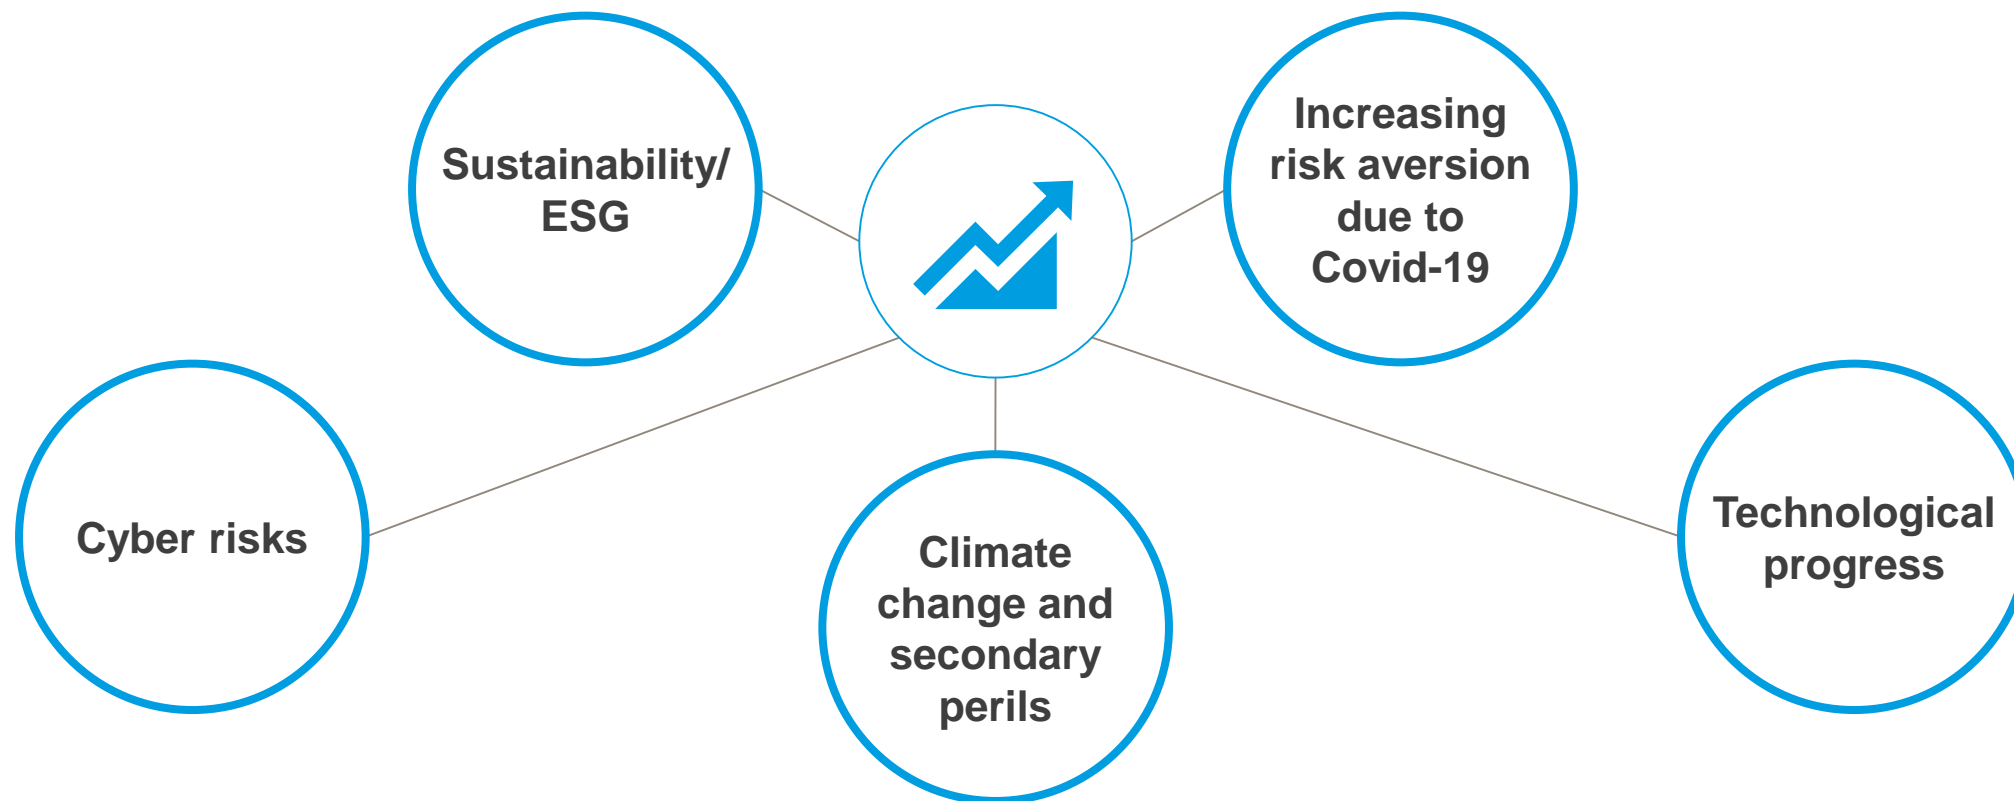 Sustainability/
ESG
Increasing
risk aversion
due to
Covid-19
Cyber risks
Climate
change and
secondary
perils
Technological
progress